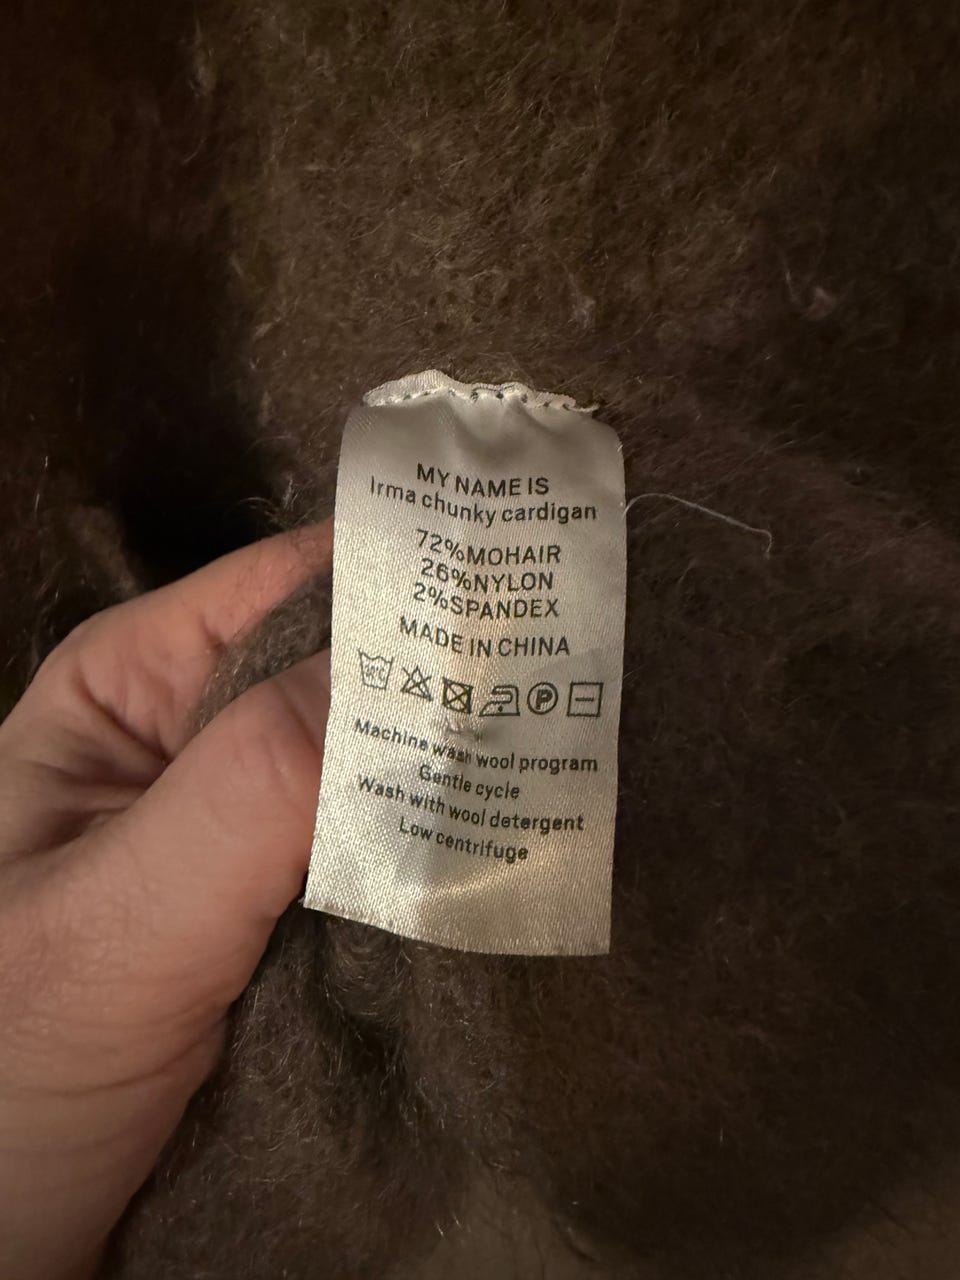 MY NAME IS
Irma chunky cardigan
72%MOHAIR
26%NYLON
2%SPANDEX
MADE IN CHINA
30°C P
Machine wash wool program
Gentle cycle
Wash with wool detergent
Low centrifuge